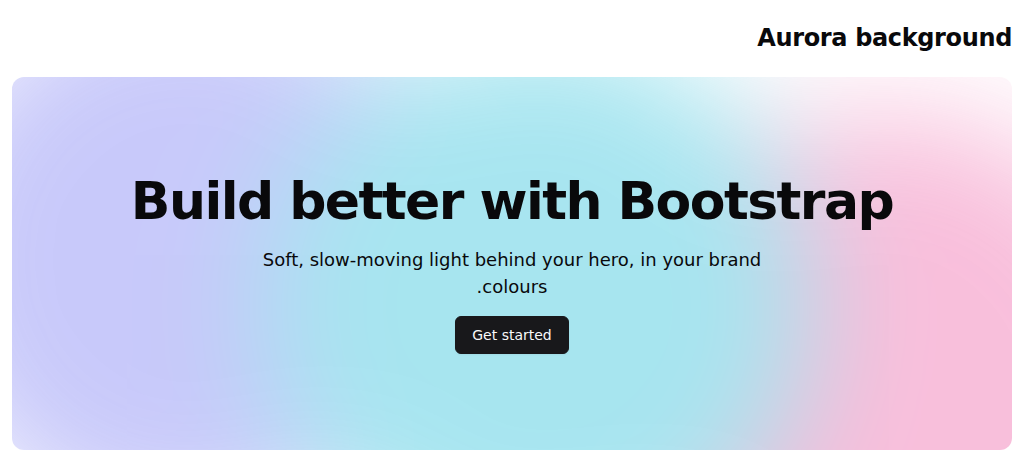 Aurora background
Build better with Bootstrap
Soft, slow-moving light behind your hero, in your brand
.colours
Get started